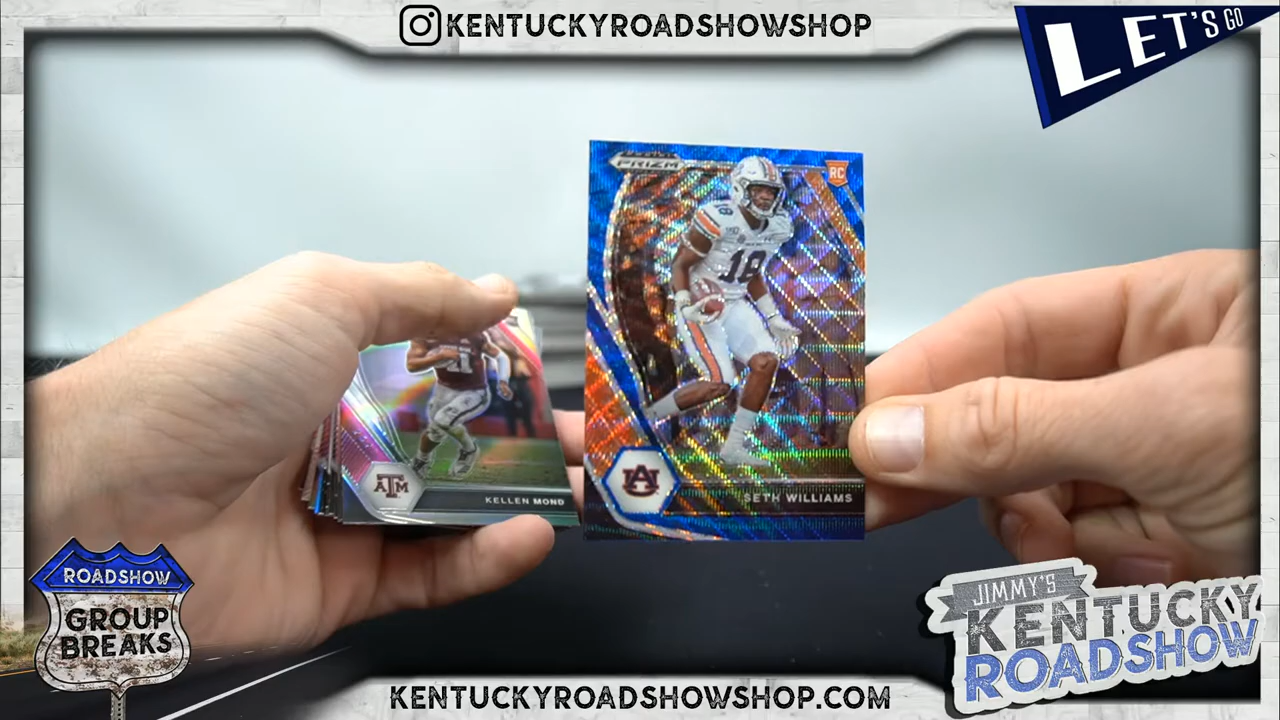 KENTUCKYROADSHOWSHOP
LET'S GO
PRIZM
RC
18
SETH WILLIAMS
ATM
KELLEN MOND
ROADSHOW
GROUP
BREAKS
JIMMY'S
KENTUCKY
ROADSHOW
KENTUCKYROADSHOWSHOP.COM